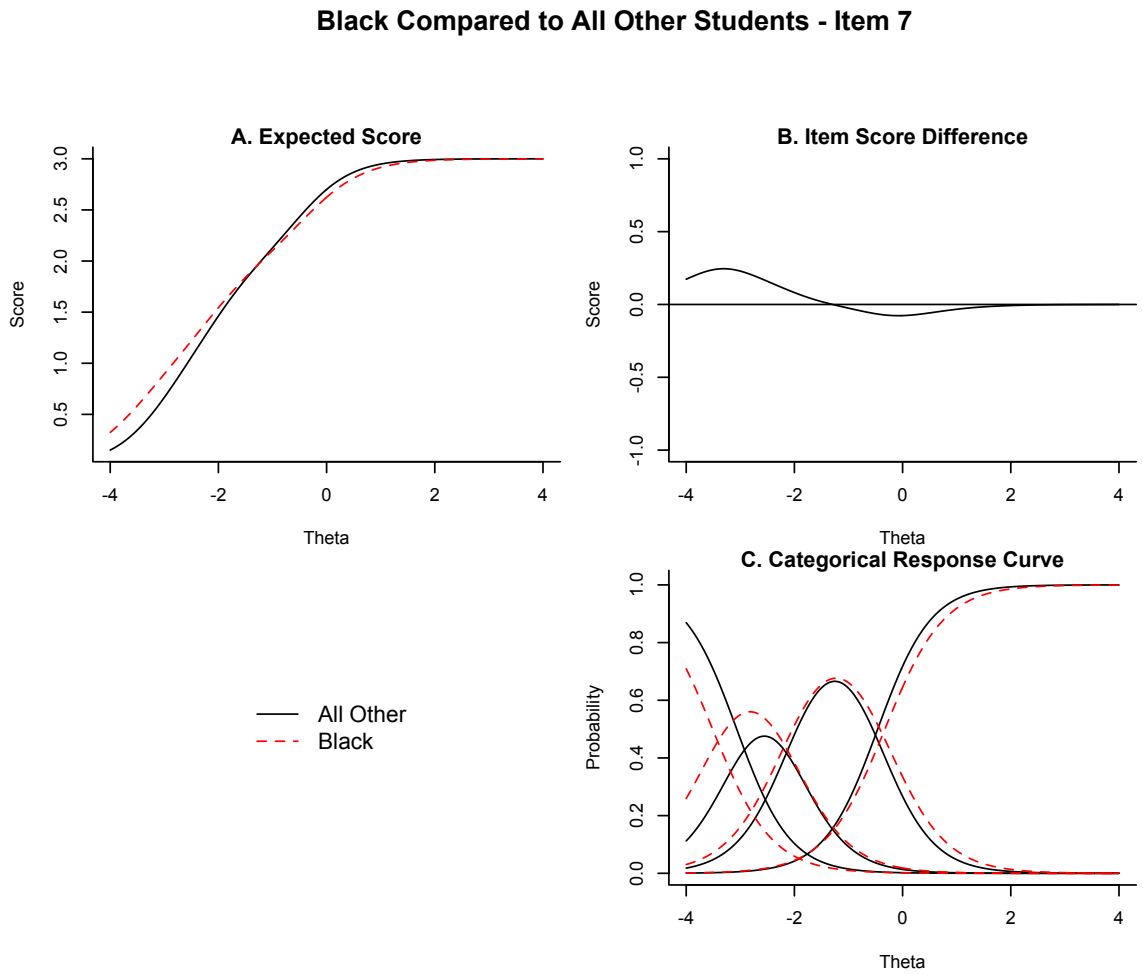 Black Compared to All Other Students - Item 7
A. Expected Score
3.0
2.5
2.0
1.5
1.0
0.5
Score
-4
-2
0
2
4
Theta
B. Item Score Difference
1.0
0.5
0.0
-0.5
-1.0
Score
-4
-2
0
2
4
Theta
All Other
Black
C. Categorical Response Curve
1.0
0.8
0.6
0.4
0.2
0.0
Probability
-4
-2
0
2
4
Theta